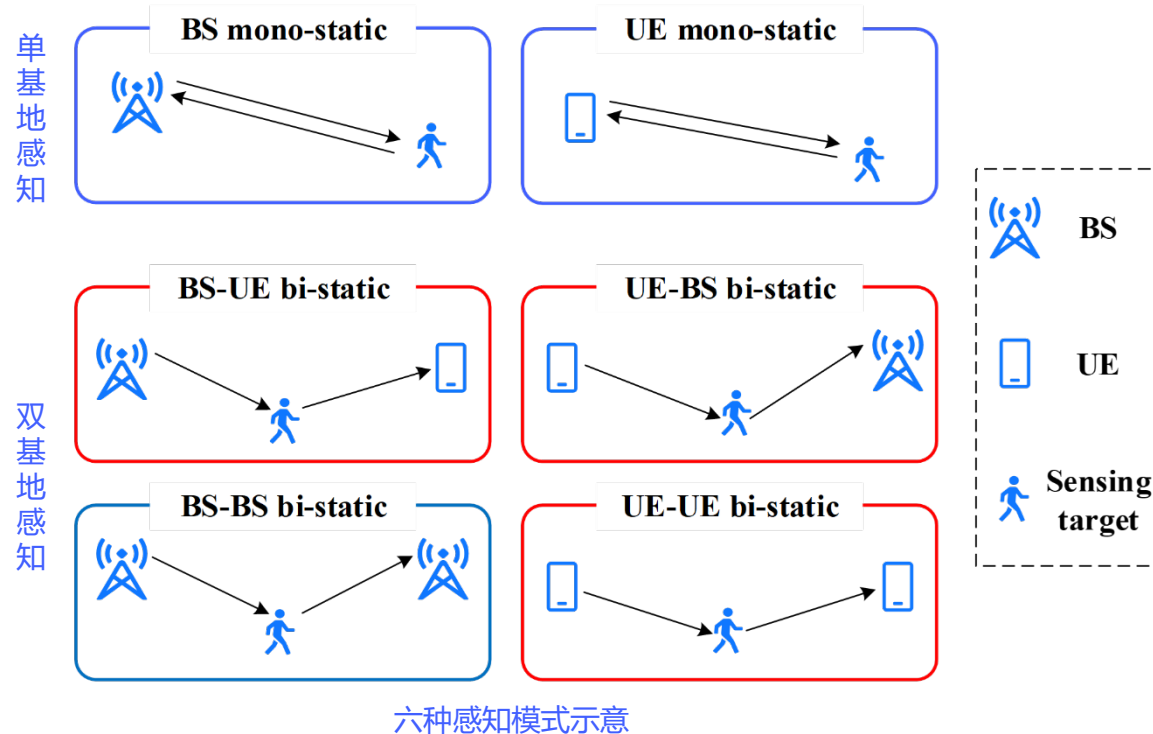 单基地感知
BS mono-static
UE mono-static
双基地感知
BS-UE bi-static
UE-BS bi-static
BS-BS bi-static
UE-UE bi-static
BS
UE
Sensing
target
六种感知模式示意